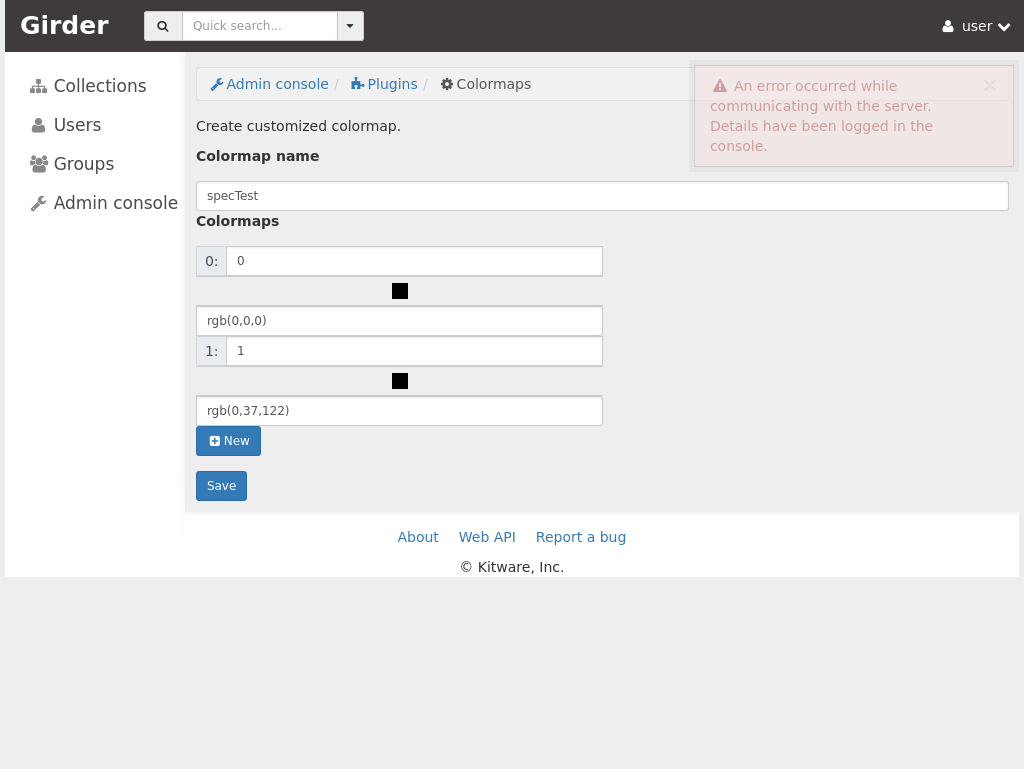 Girder
Quick search...
user
Collections
Users
Groups
Admin console
Admin console / Plugins / Colormaps
An error occurred while
communicating with the server.
Details have been logged in the
console.
×
Create customized colormap.
Colormap name
specTest
Colormaps
0: 0
rgb(0,0,0)
1: 1
rgb(0,37,122)
New
Save
About Web API Report a bug
© Kitware, Inc.